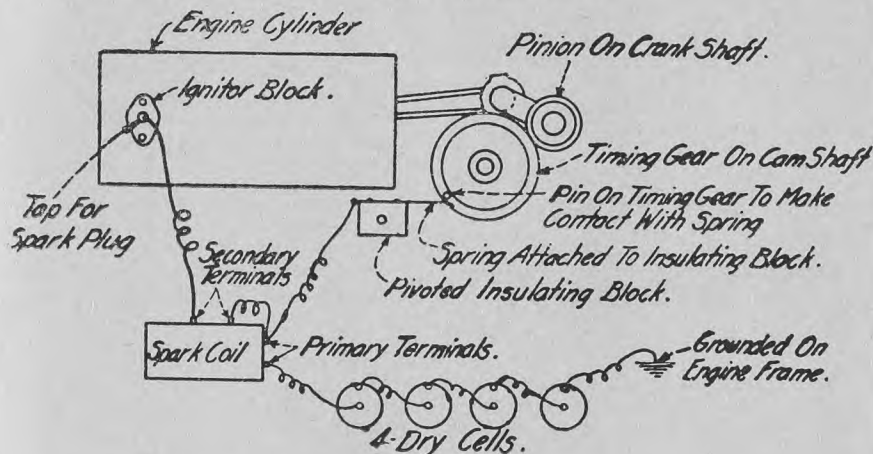 Engine Cylinder
Pinion On Crank Shaft.
Ignitor Block.
Timing Gear On Cam Shaft
Tap For
Spark Plug
Pin On Timing Gear To Make
Contact With Spring
Secondary
Terminals
Spring Attached To Insulating Block.
Pivoted Insulating Block.
Spark Coil
Primary Terminals.
Grounded On
Engine Frame.
4-Dry Cells.